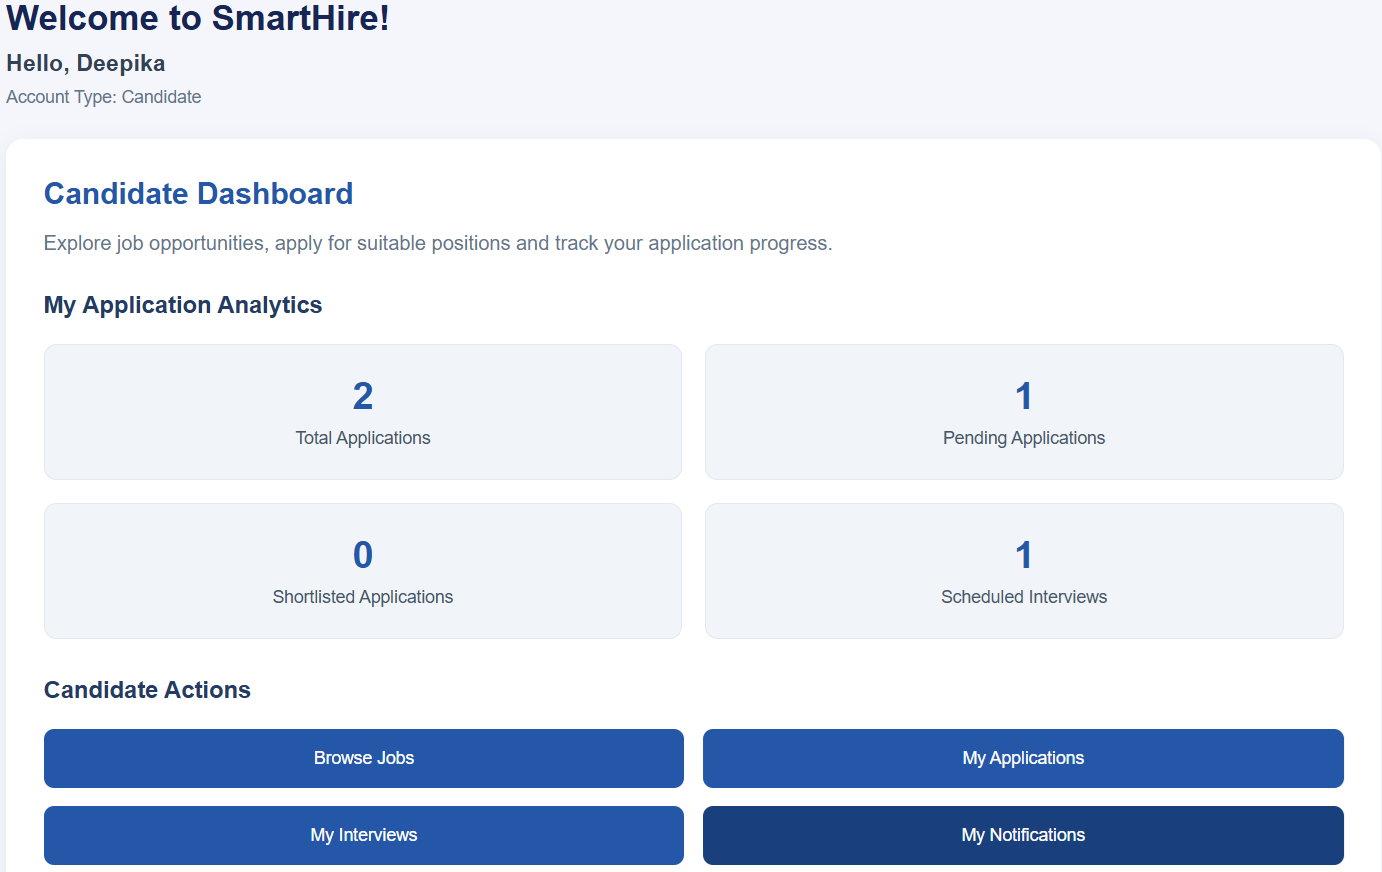 Welcome to SmartHire!
Hello, Deepika
Account Type: Candidate
Candidate Dashboard
Explore job opportunities, apply for suitable positions and track your application progress.
My Application Analytics
2
Total Applications
1
Pending Applications
0
Shortlisted Applications
1
Scheduled Interviews
Candidate Actions
Browse Jobs
My Applications
My Interviews
My Notifications